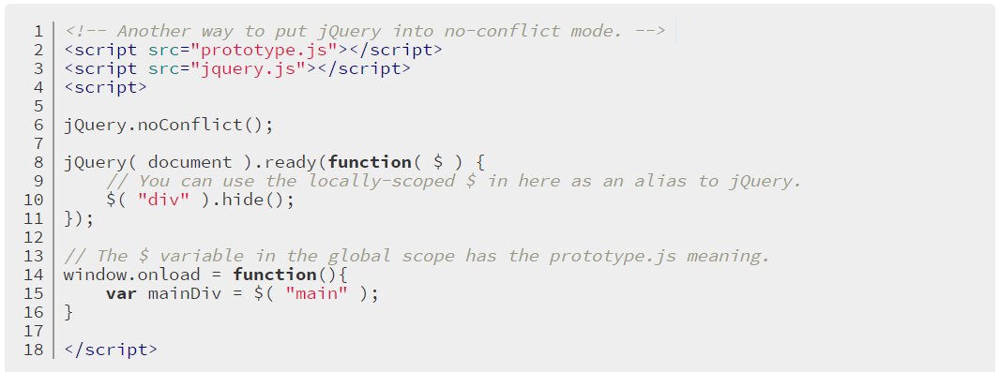 1 <!-- Another way to put jQuery into no-conflict mode. -->
2 <script src="prototype.js"></script>
3 <script src="jquery.js"></script>
4 <script>
5
6 jQuery.noConflict();
7
8 jQuery( document ).ready(function( $ ) {
9     // You can use the locally-scoped $ in here as an alias to jQuery.
10     $( "div" ).hide();
11 });
12
13 // The $ variable in the global scope has the prototype.js meaning.
14 window.onload = function(){
15     var mainDiv = $( "main" );
16 }
17
18 </script>